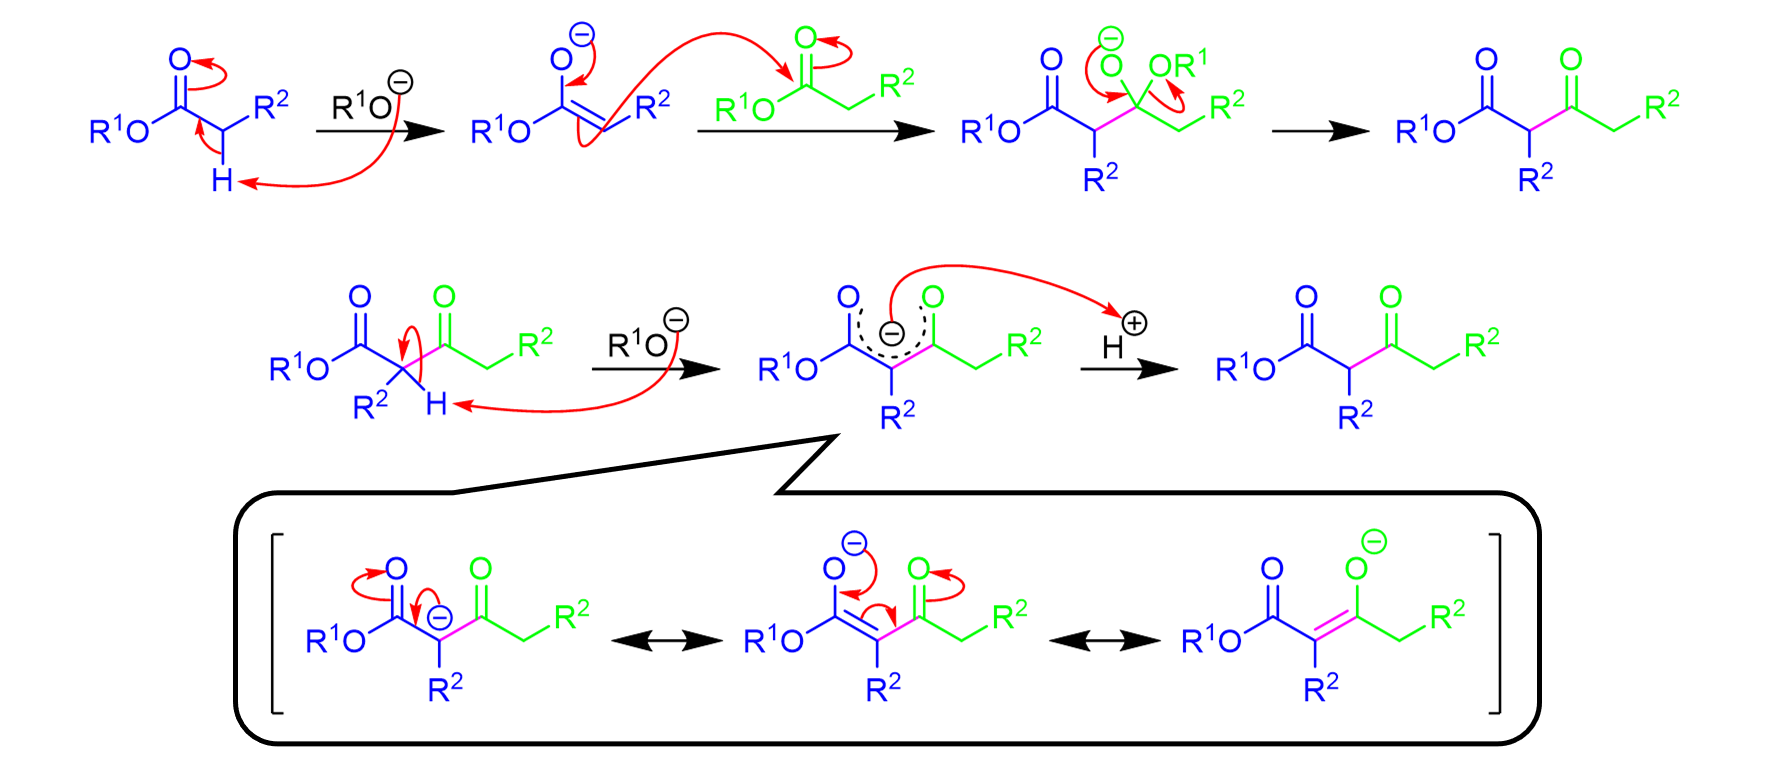 O R¹O R² H R¹O⊖ O⊖ R¹O R² O R¹O R² O R¹O R² ⊖O OR¹ R² O R¹O R² O R²
O R¹O R² H O R² R¹O⊖ O R¹O R² ⊖ O R² H⊕ O R¹O R² O R²
O R¹O ⊖ R² O R² O⊖ R¹O R² O R² O R¹O R² O⊖ R²